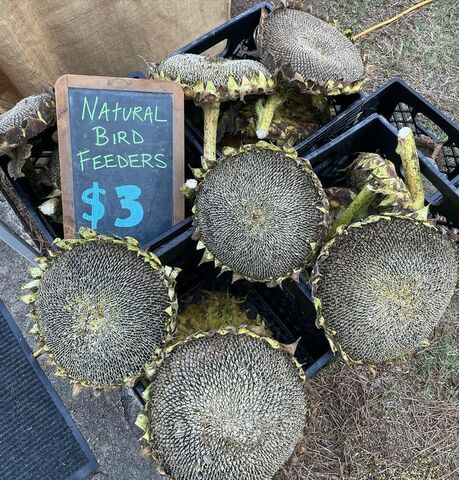 Natural
Bird
Feeders
$3